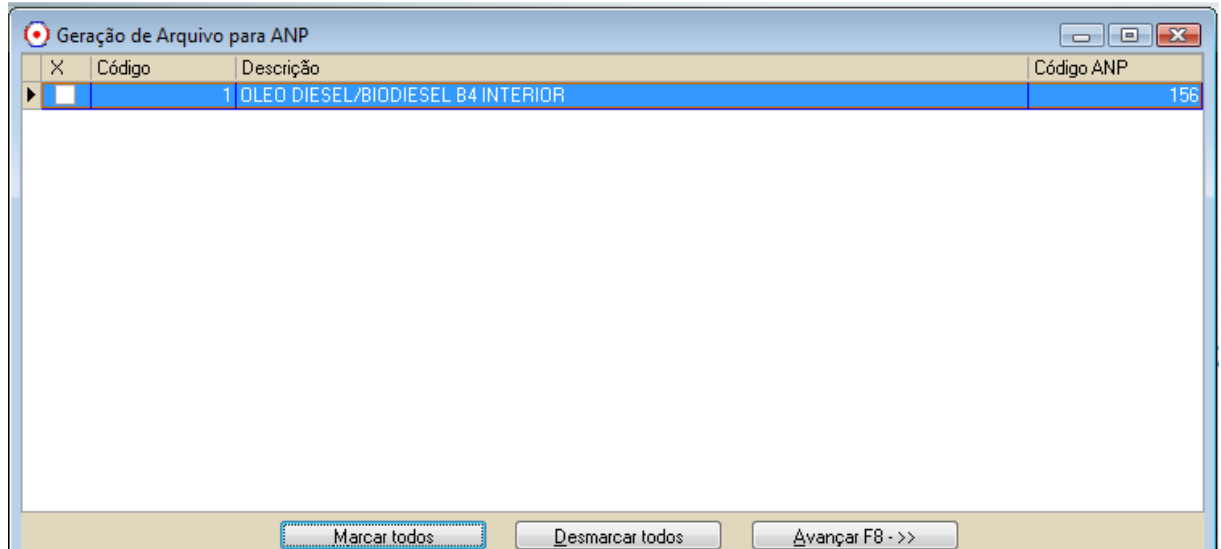 Geração de Arquivo para ANP
X Código Descrição Código ANP
1 OLEO DIESEL/BIODIESEL B4 INTERIOR 156
Marcar todos Desmarcar todos Avançar F8 - >>